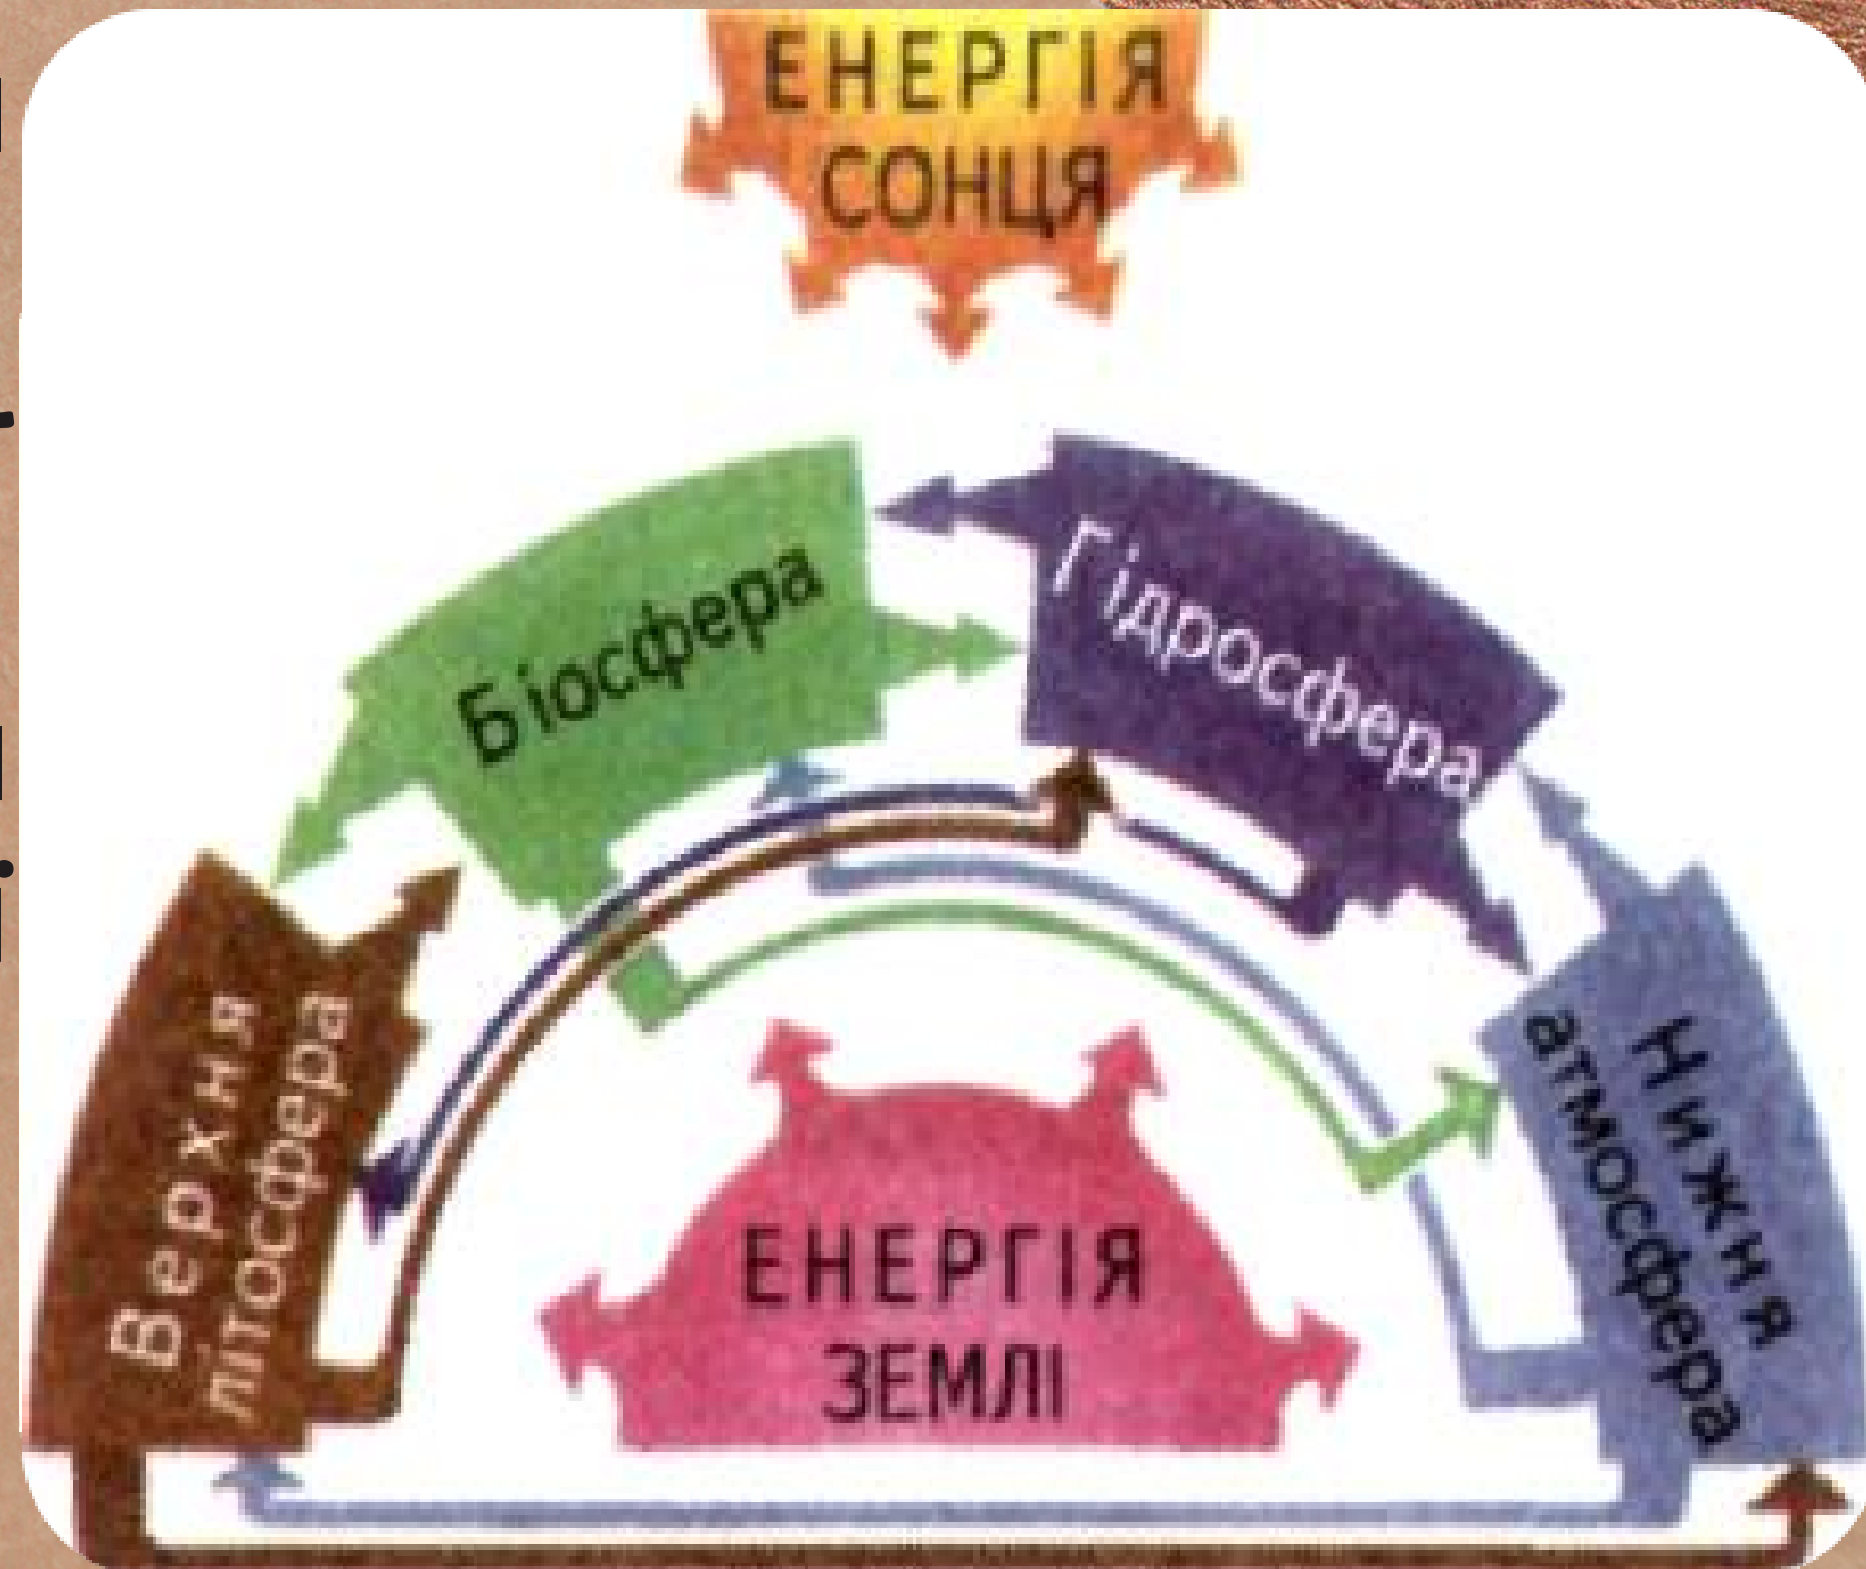 ЕНЕРГІЯ
СОНЦЯ
Біосфера
Гідросфера
Верхня
літосфера
Нижня
атмосфера
ЕНЕРГІЯ
ЗЕМЛІ